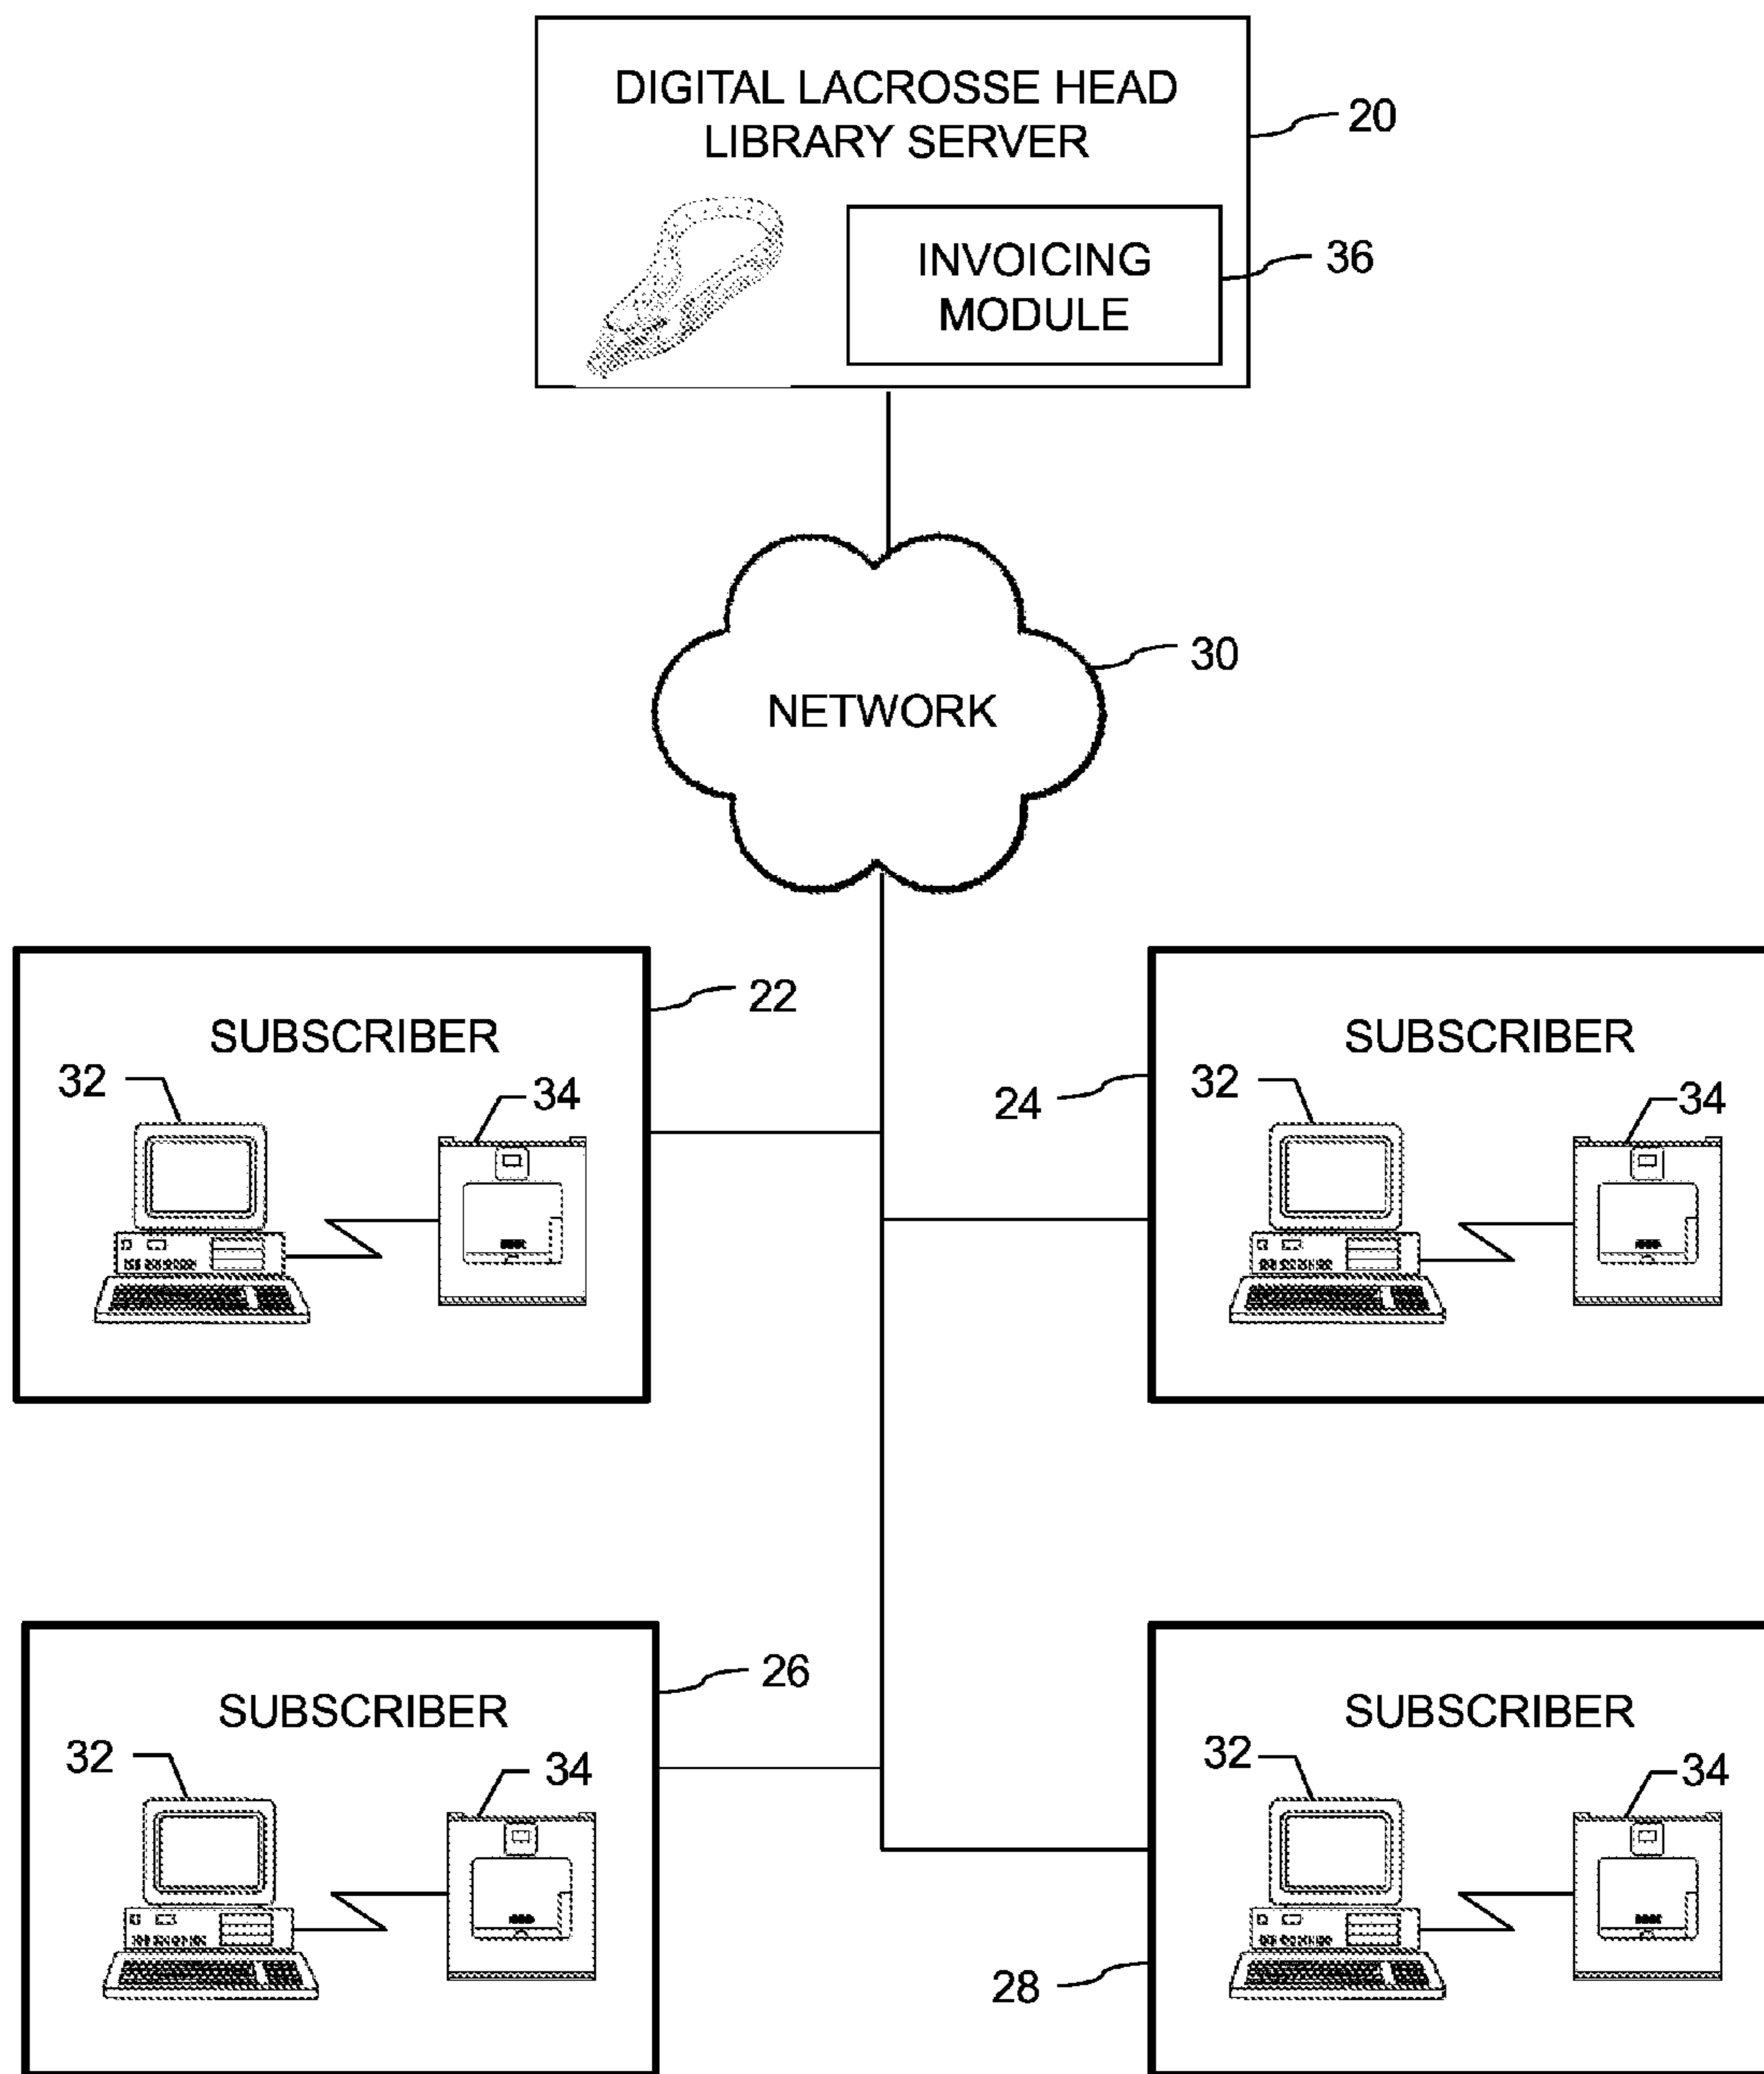 DIGITAL LACROSSE HEAD
LIBRARY SERVER
20
INVOICING
MODULE
36
NETWORK
30
SUBSCRIBER
22
32
34
SUBSCRIBER
24
32
34
SUBSCRIBER
26
32
34
SUBSCRIBER
28
32
34